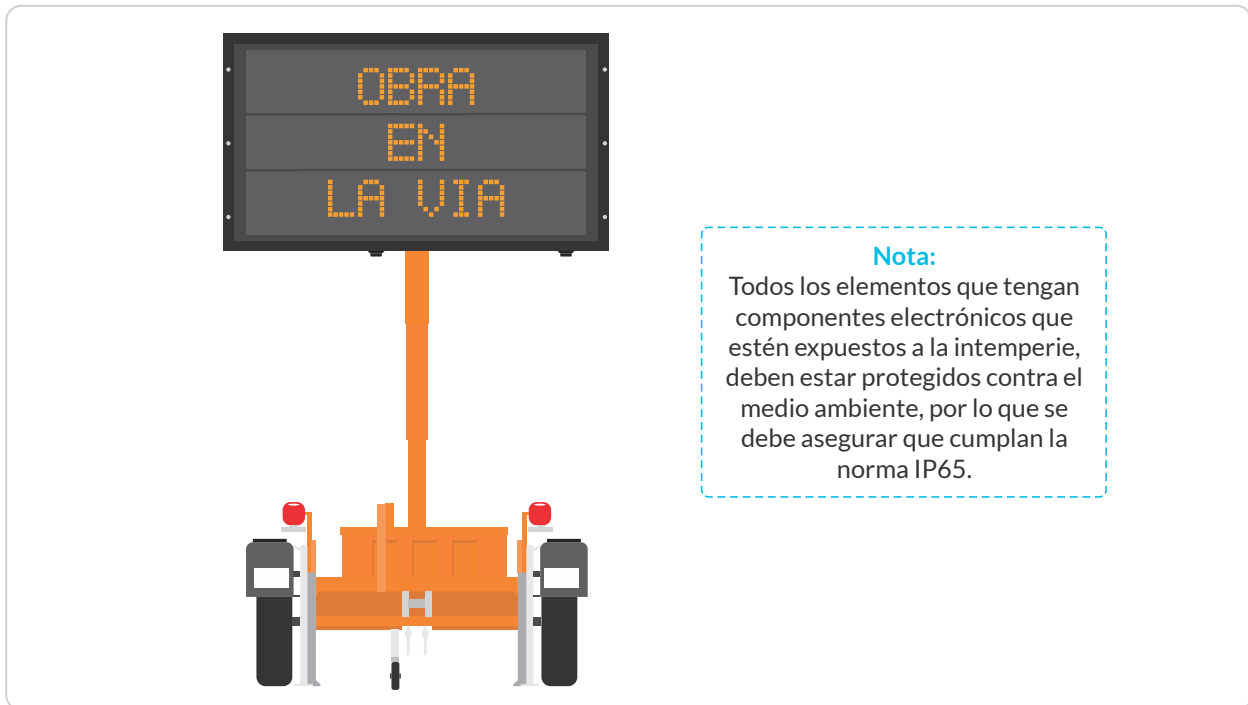 OBRA
EN
LA VIA
Nota:
Todos los elementos que tengan
componentes electrónicos que
estén expuestos a la intemperie,
deben estar protegidos contra el
medio ambiente, por lo que se
debe asegurar que cumplan la
norma IP65.